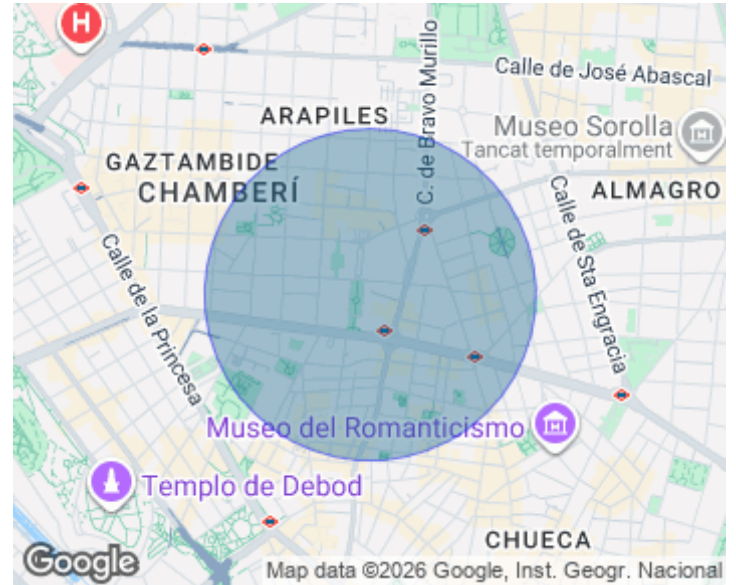 H
C. de Bravo Murillo
Calle de José Abascal
ARAPILES
Museo Sorolla
Tancat temporalment
GAZTAMBIDE
CHAMBERÍ
ALMAGRO
Calle de Sta Engracia
Calle de la Princesa
Museo del Romanticismo
Templo de Debod
CHUECA
Google
Map data ©2026 Google, Inst. Geogr. Nacional